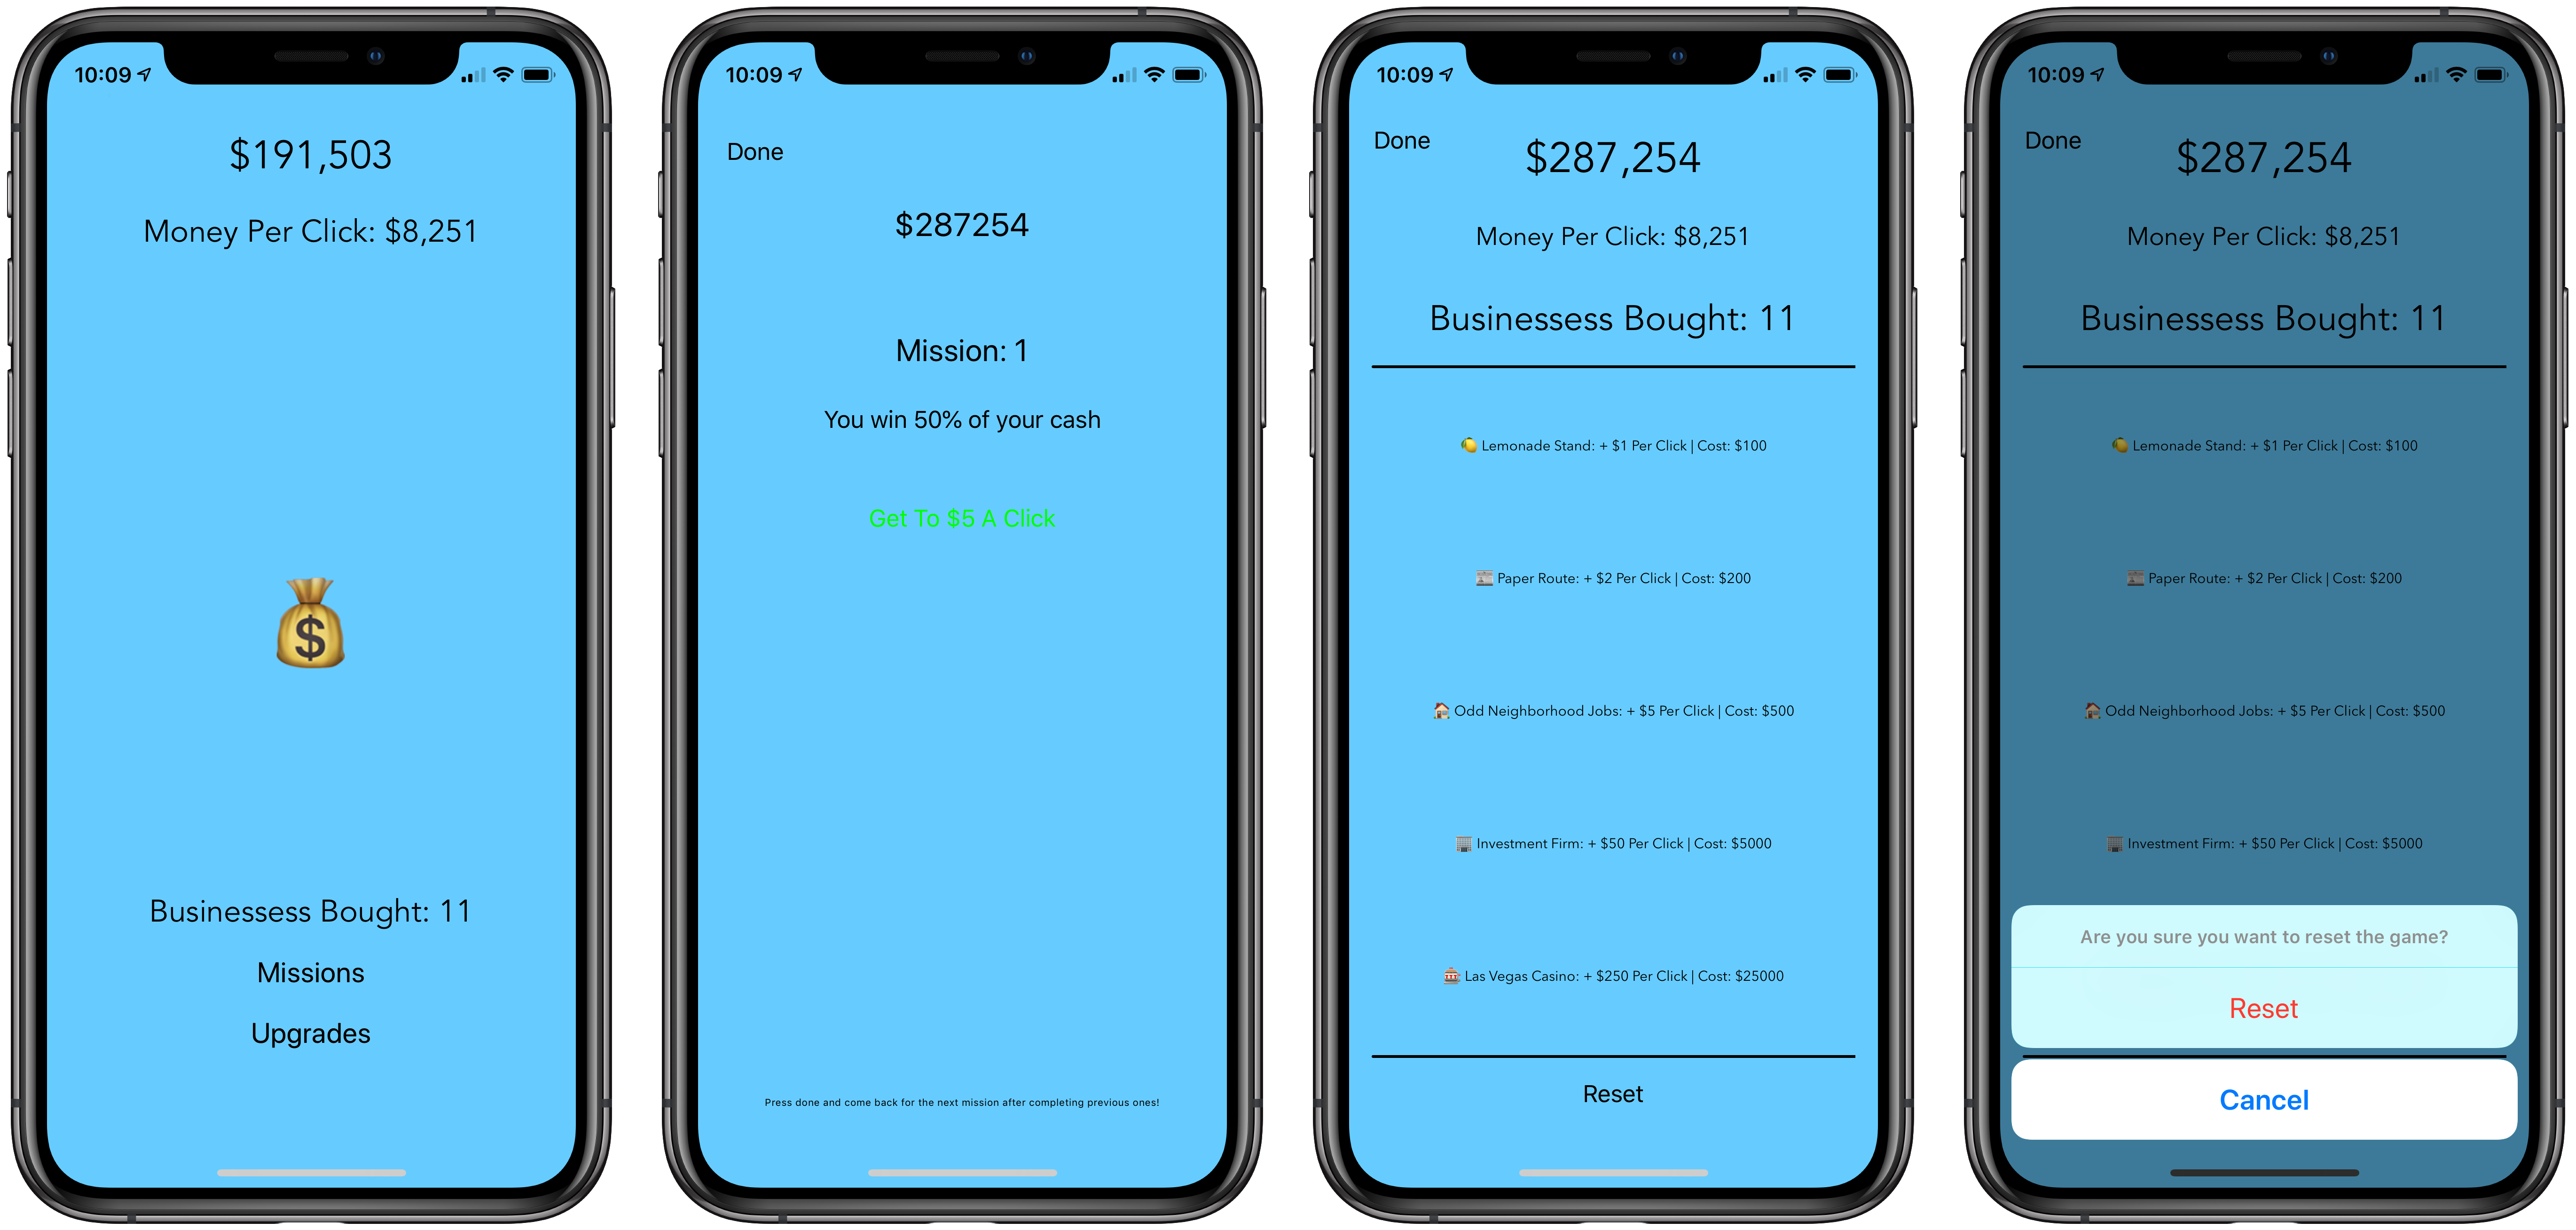 10:09
$191,503
Money Per Click: $8,251
$
Businessess Bought: 11
Missions
Upgrades
10:09
Done
$287254
Mission: 1
You win 50% of your cash
Get To $5 A Click
Press done and come back for the next mission after completing previous ones!
10:09
Done
$287,254
Money Per Click: $8,251
Businessess Bought: 11
🍋 Lemonade Stand: + $1 Per Click | Cost: $100
📰 Paper Route: + $2 Per Click | Cost: $200
🏠 Odd Neighborhood Jobs: + $5 Per Click | Cost: $500
🏢 Investment Firm: + $50 Per Click | Cost: $5000
🎰 Las Vegas Casino: + $250 Per Click | Cost: $25000
Reset
10:09
Done
$287,254
Money Per Click: $8,251
Businessess Bought: 11
🍋 Lemonade Stand: + $1 Per Click | Cost: $100
📰 Paper Route: + $2 Per Click | Cost: $200
🏠 Odd Neighborhood Jobs: + $5 Per Click | Cost: $500
🏢 Investment Firm: + $50 Per Click | Cost: $5000
Are you sure you want to reset the game?
Reset
Cancel